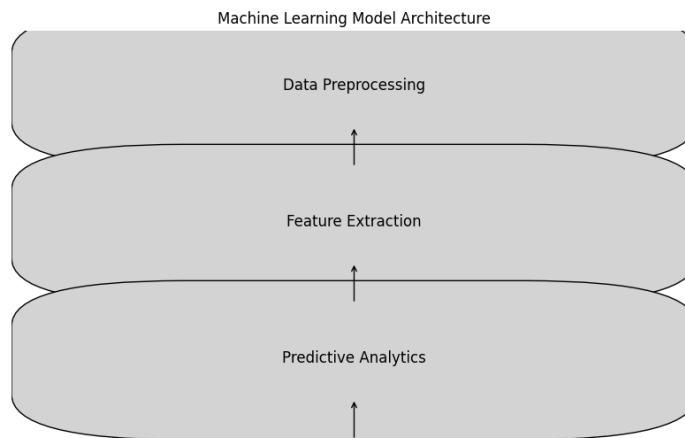 Machine Learning Model Architecture
Data Preprocessing
Feature Extraction
Predictive Analytics